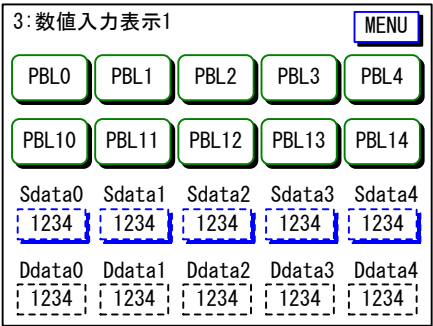 3:数値入力表示1 MENU
PBL0 PBL1 PBL2 PBL3 PBL4
PBL10 PBL11 PBL12 PBL13 PBL14
Sdata0 Sdata1 Sdata2 Sdata3 Sdata4
1234 1234 1234 1234 1234
Ddata0 Ddata1 Ddata2 Ddata3 Ddata4
1234 1234 1234 1234 1234